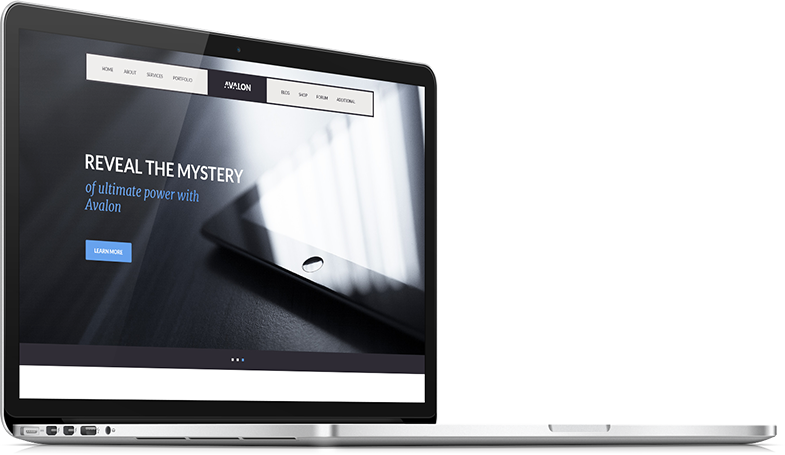 HOME ABOUT SERVICES PORTFOLIO AVALON BLOG SHOP FORUM ADDITIONAL
REVEAL THE MYSTERY
of ultimate power with
Avalon
LEARN MORE